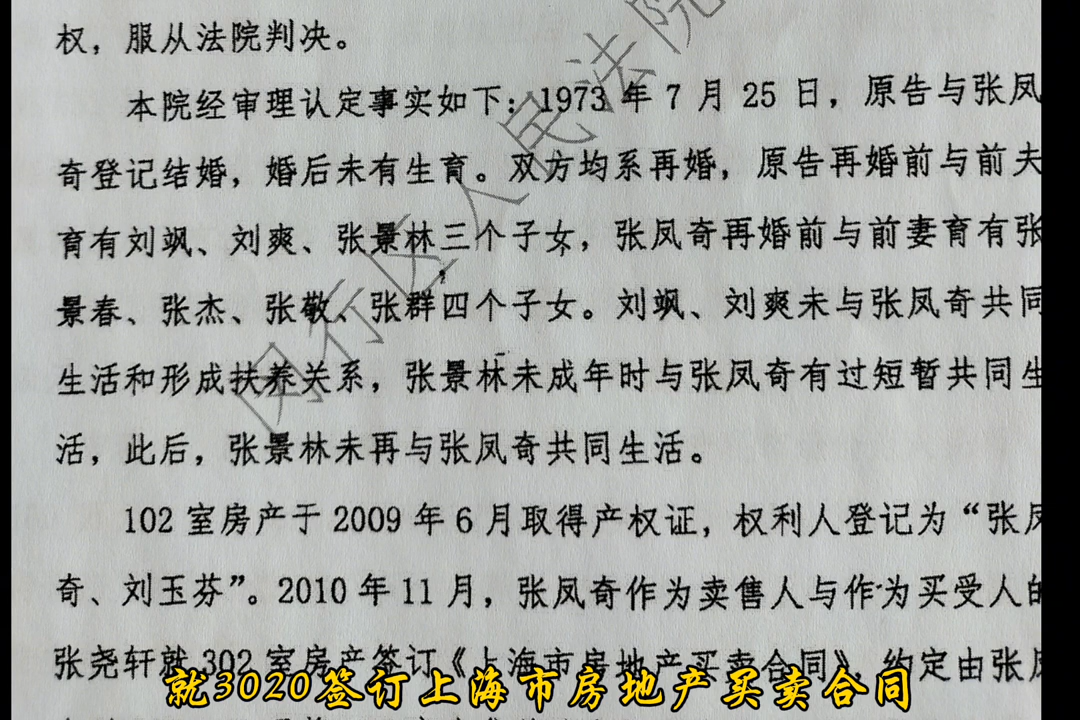 权，服从法院判决。
本院经审理认定事实如下：1973 年 7 月 25 日，原告与张凤
奇登记结婚，婚后未有生育。双方均系再婚，原告再婚前与前夫
育有刘飒、刘爽、张景林三个子女，张凤奇再婚前与前妻育有张
景春、张杰、张敬、张群四个子女。刘飒、刘爽未与张凤奇共同
生活和形成扶养关系，张景林未成年时与张凤奇有过短暂共同生
活，此后，张景林未再与张凤奇共同生活。
102 室房产于 2009 年 6 月取得产权证，权利人登记为“张凤
奇、刘玉芬”。2010 年 11 月，张凤奇作为卖售人与作为买受人的
张尧轩就 302 室房产签订《上海市房地产买卖合同》，约定由张凤
就3020签订上海市房地产买卖合同
闵行区人民法院